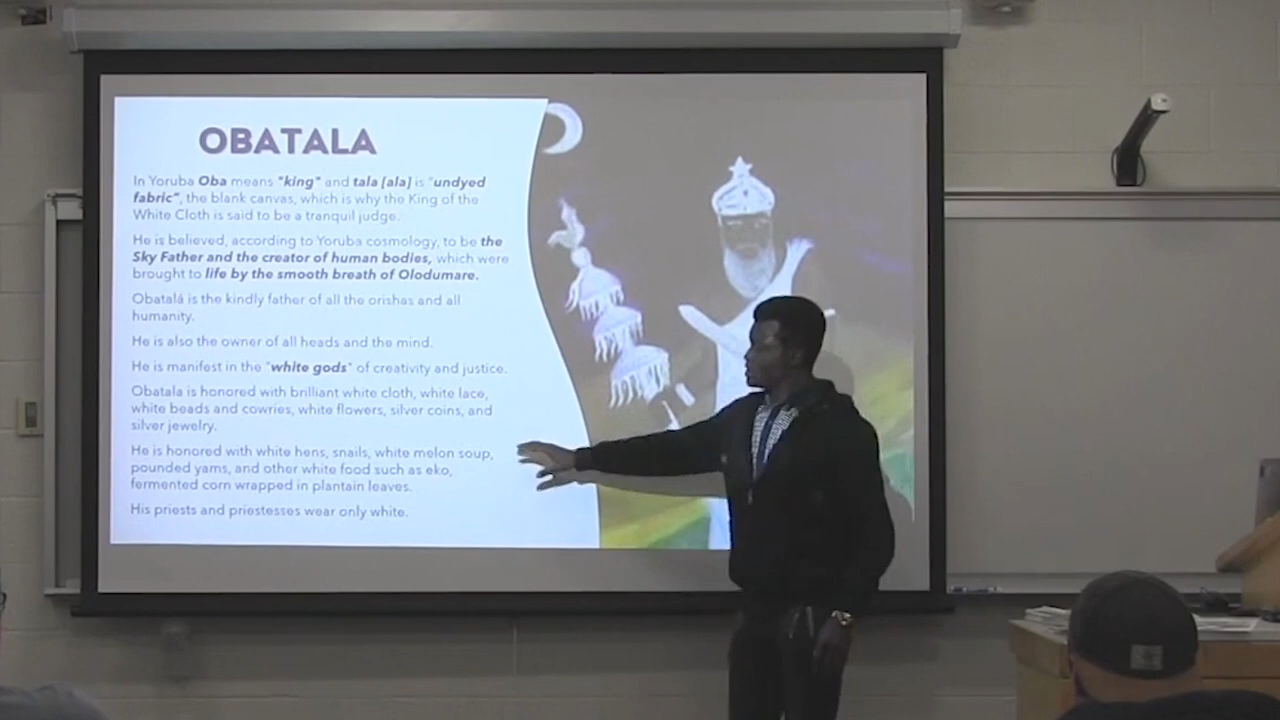 OBATALA
In Yoruba Oba means "king" and tala [ala] is "undyed
fabric", the blank canvas, which is why the King of the
White Cloth is said to be a tranquil judge.
He is believed, according to Yoruba cosmology, to be the
Sky Father and the creator of human bodies, which were
brought to life by the smooth breath of Olodumare.
Obatalá is the kindly father of all the orishas and all
humanity.
He is also the owner of all heads and the mind.
He is manifest in the "white gods" of creativity and justice.
Obatala is honored with brilliant white cloth, white lace,
white beads and cowries, white flowers, silver coins, and
silver jewelry.
He is honored with white hens, snails, white melon soup,
pounded yams, and other white food such as eko,
fermented corn wrapped in plantain leaves.
His priests and priestesses wear only white.